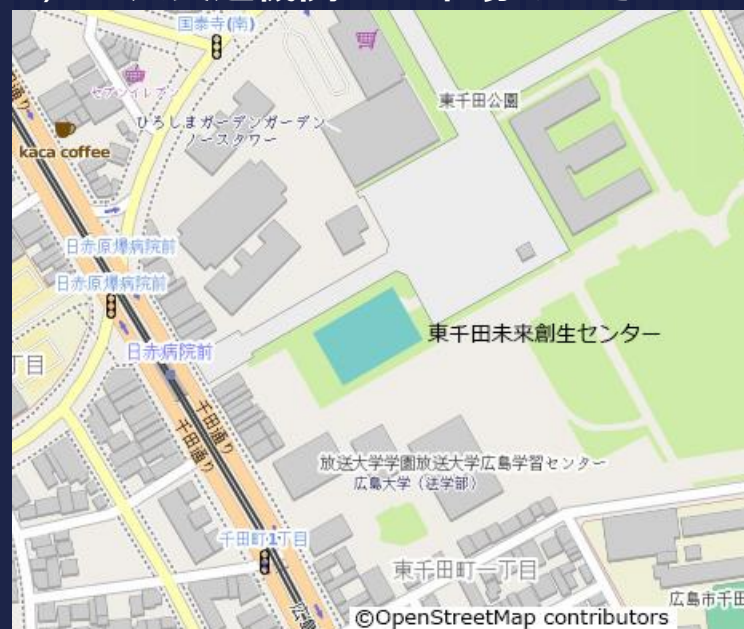 国泰寺(南)
セブンイレブン
東千田公園
ひろしまガーデンガーデン
ノースタワー
kaca coffee
日赤原爆病院前
日赤原爆病院前
東千田未来創生センター
日赤病院前
丁目
千田通り
千田通り
放送大学学園放送大学広島学習センター
広島大学（法学部）
千田町1丁目
東千田町一丁目
広島市千田
©OpenStreetMap contributors